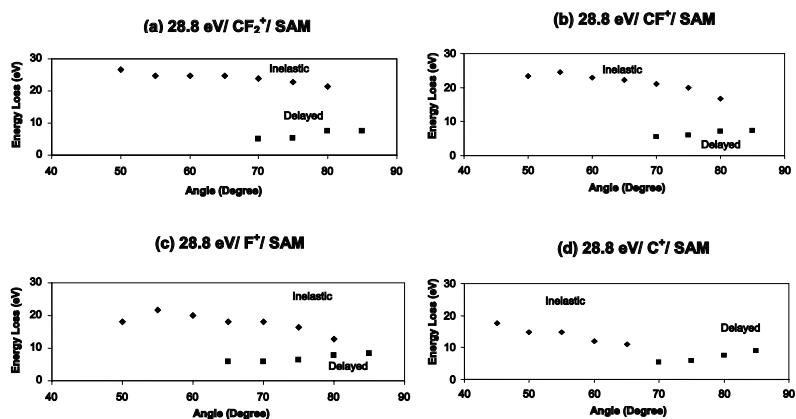 (a) 28.8 eV/ CF₂⁺/ SAM
Energy Loss (eV)
30
20
10
0
Inelastic
Delayed
40 50 60 70 80 90
Angle (Degree)
(b) 28.8 eV/ CF⁺/ SAM
Energy Loss (eV)
30
20
10
0
Inelastic
Delayed
40 50 60 70 80 90
Angle (Degree)
(c) 28.8 eV/ F⁺/ SAM
Energy Loss (eV)
30
20
10
0
Inelastic
Delayed
40 50 60 70 80 90
Angle (Degree)
(d) 28.8 eV/ C⁺/ SAM
Energy Loss (eV)
30
20
10
0
Inelastic
Delayed
40 50 60 70 80 90
Angle (Degree)